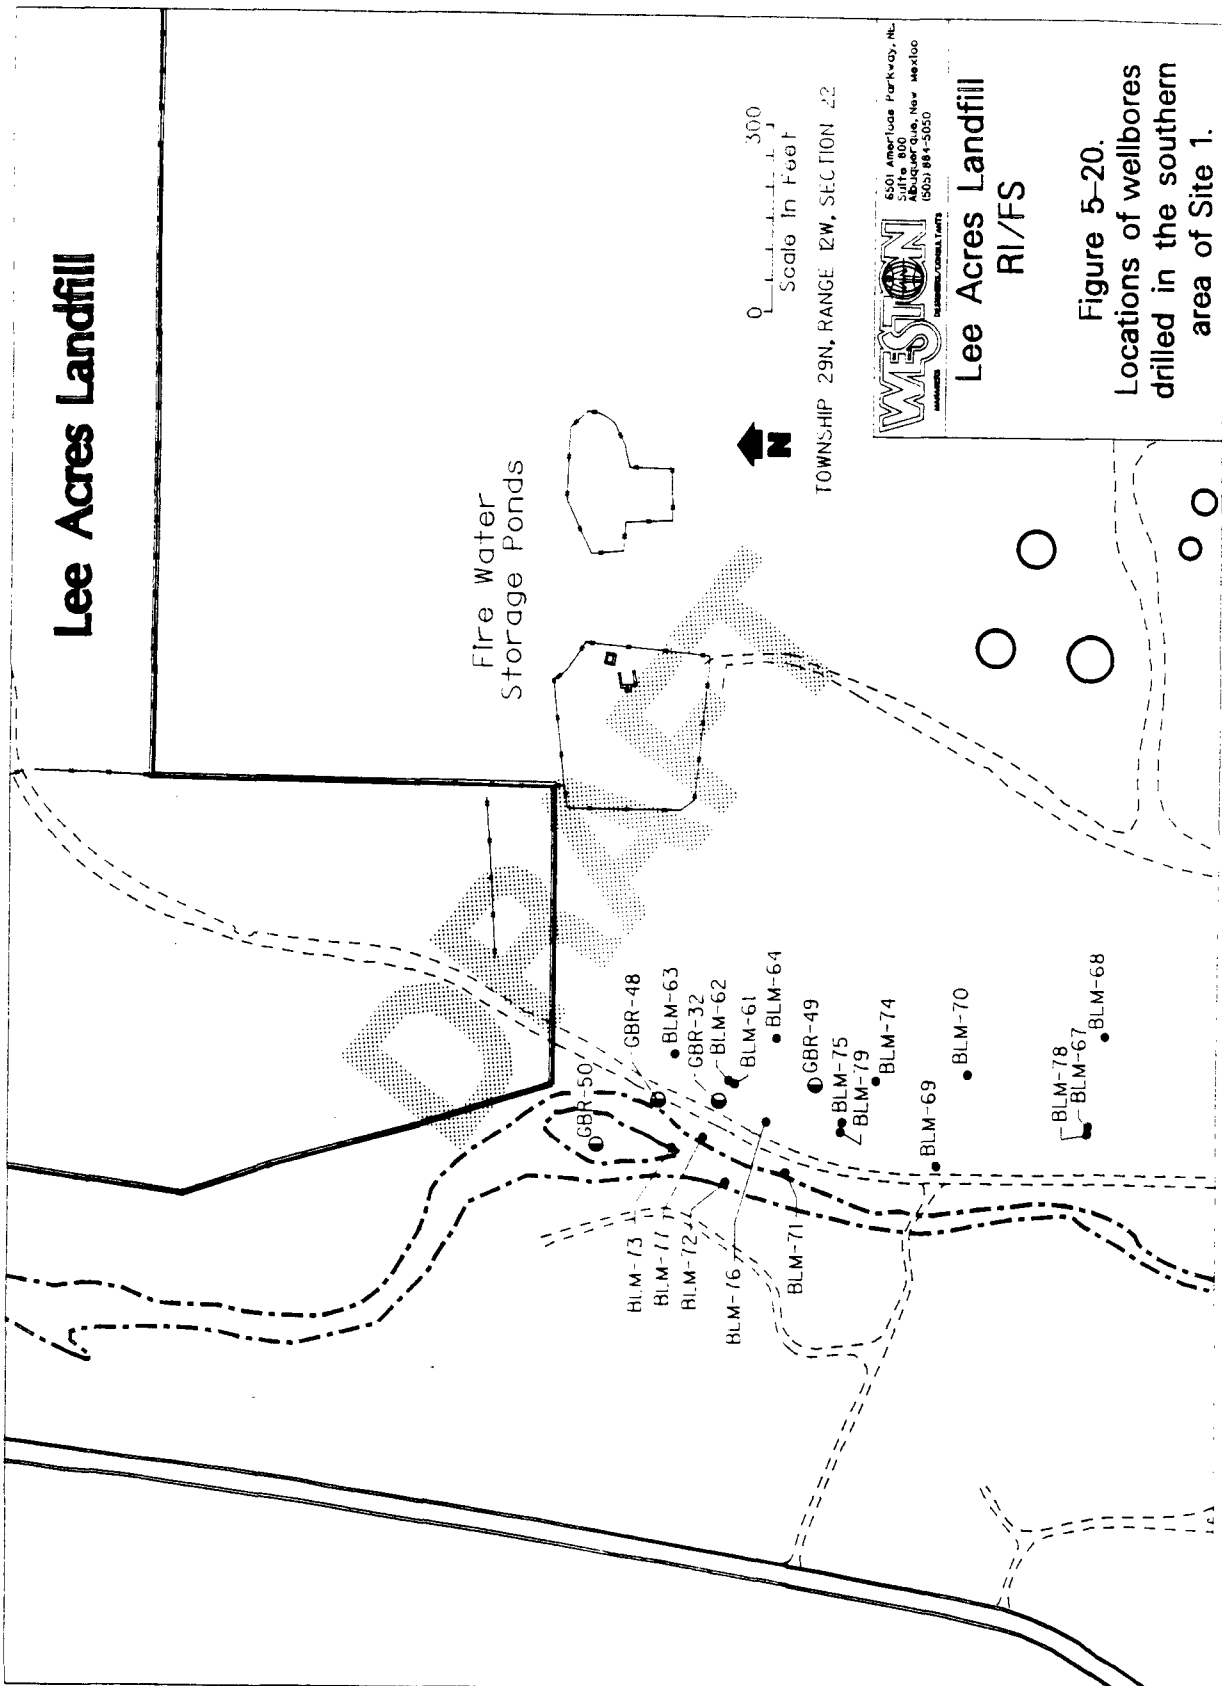 Lee Acres Landfill
Fire Water
Storage Ponds
DRAFT
GBR-50
GBR-48
BLM-63
GBR-32
BLM-62
BLM-61
BLM-64
GBR-49
BLM-75
BLM-79
BLM-74
BLM-70
BLM-69
BLM-78
BLM-67
BLM-68
BLM-73
BLM-77
BLM-72
BLM-76
BLM-71
N
0 300
Scale In Feet
TOWNSHIP 29N, RANGE 12W, SECTION 22
WESTON
MANAGERS DESIGNERS/CONSULTANTS
6501 Americas Parkway, NE.
Suite 800
Albuquerque, New Mexico
(505) 884-5050
Lee Acres Landfill
RI/FS
Figure 5-20.
Locations of wellbores
drilled in the southern
area of Site 1.